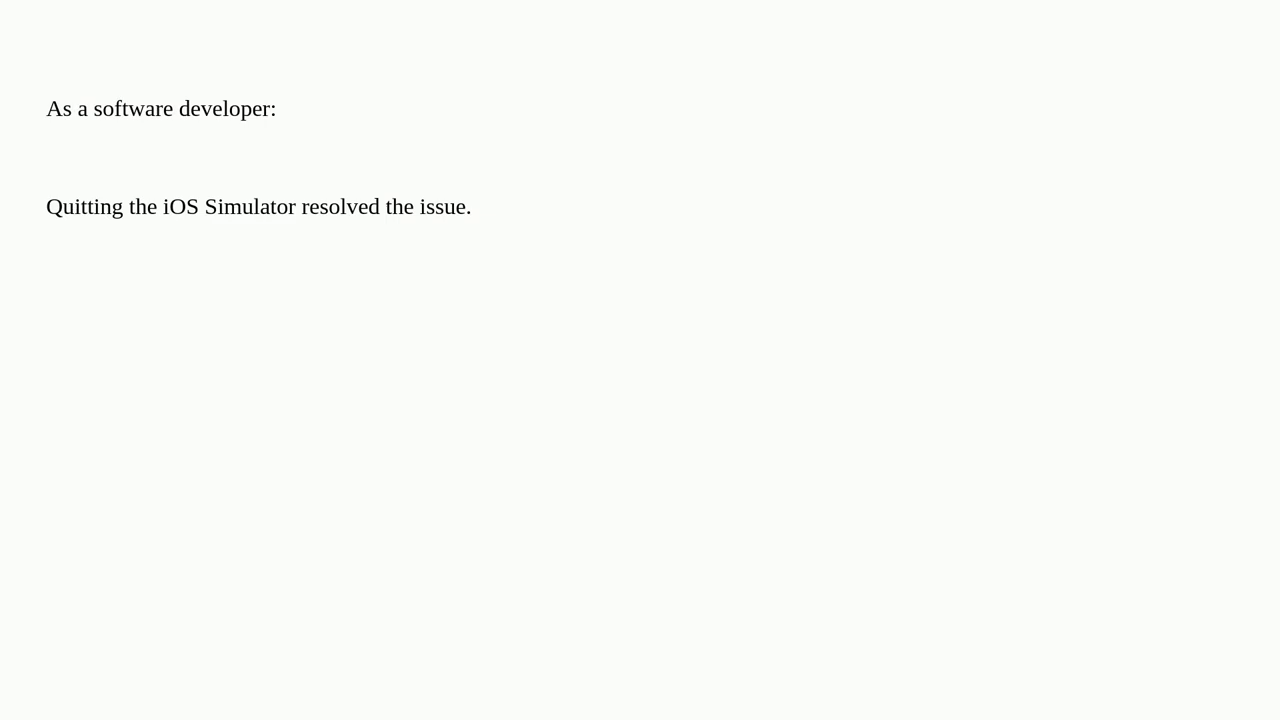 As a software developer:
Quitting the iOS Simulator resolved the issue.